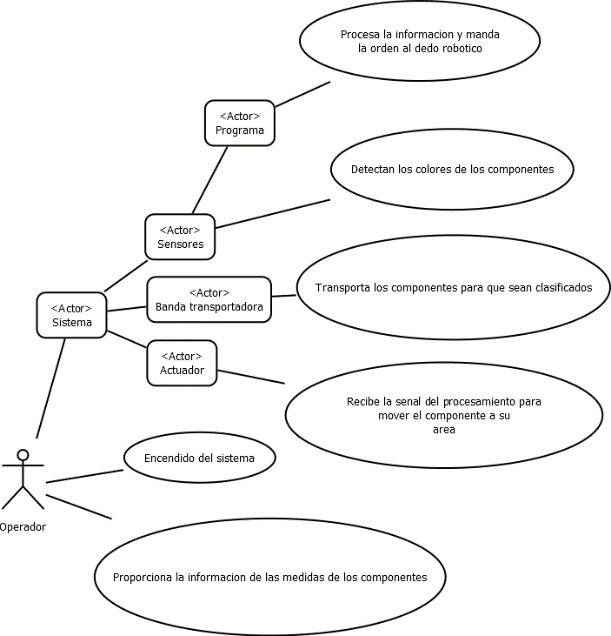 Procesa la informacion y manda
la orden al dedo robotico
<Actor>
Programa
Detectan los colores de los componentes
<Actor>
Sensores
<Actor>
Banda transportadora
Transporta los componentes para que sean clasificados
<Actor>
Sistema
<Actor>
Actuador
Recibe la senal del procesamiento para
mover el componente a su
area
Encendido del sistema
Operador
Proporciona la informacion de las medidas de los componentes